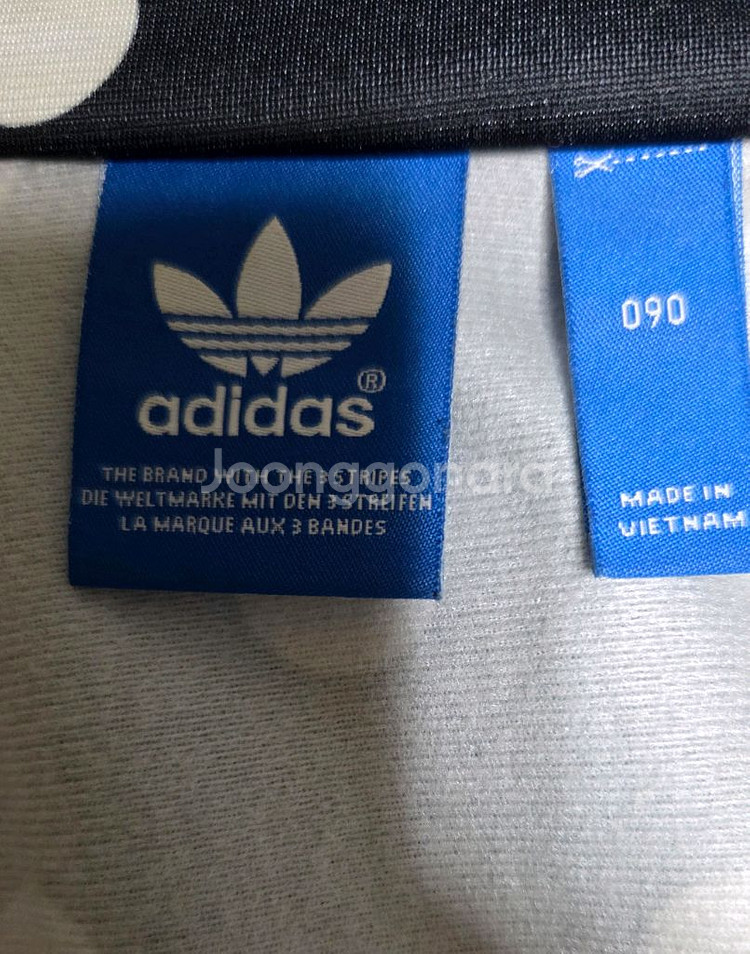 adidas®
THE BRAND WITH THE 3 STRIPES
DIE WELTMARKE MIT DEN 3 STREIFEN
LA MARQUE AUX 3 BANDES
Joonggonara
090
MADE IN
VIETNAM